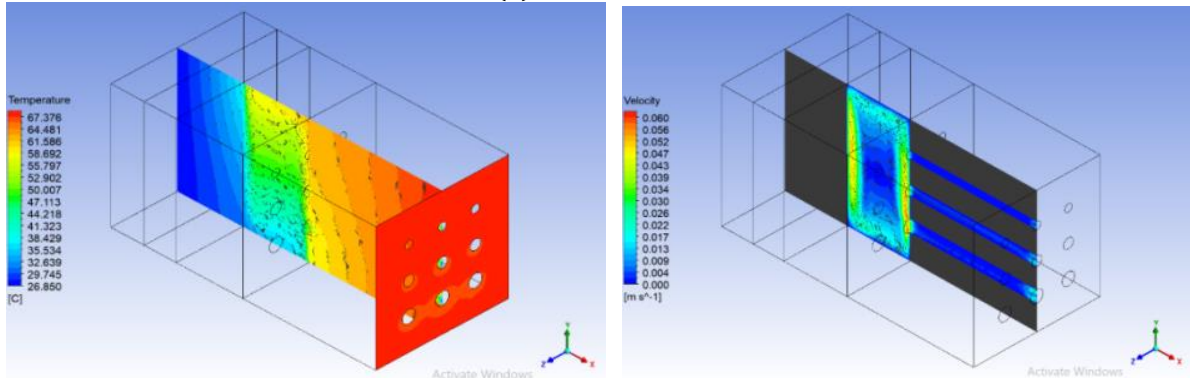 Temperature
67.376
64.481
61.586
58.692
55.797
52.902
50.007
47.113
44.218
41.323
38.429
35.534
32.639
29.745
26.850
[C]
Y
Z
X
Activate Windows
Velocity
0.060
0.056
0.052
0.047
0.043
0.039
0.034
0.030
0.026
0.022
0.017
0.013
0.009
0.004
0.000
[m s^-1]
Y
Z
X
Activate Windows